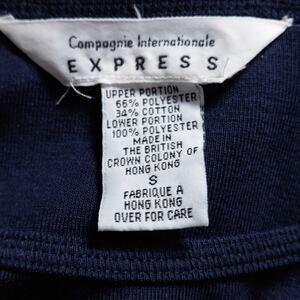 Compagnie Internationale
EXPRESS
UPPER PORTION
66% POLYESTER
34% COTTON
LOWER PORTION
100% POLYESTER
MADE IN
THE BRITISH
CROWN COLONY OF
HONG KONG
S
FABRIQUE A
HONG KONG
OVER FOR CARE